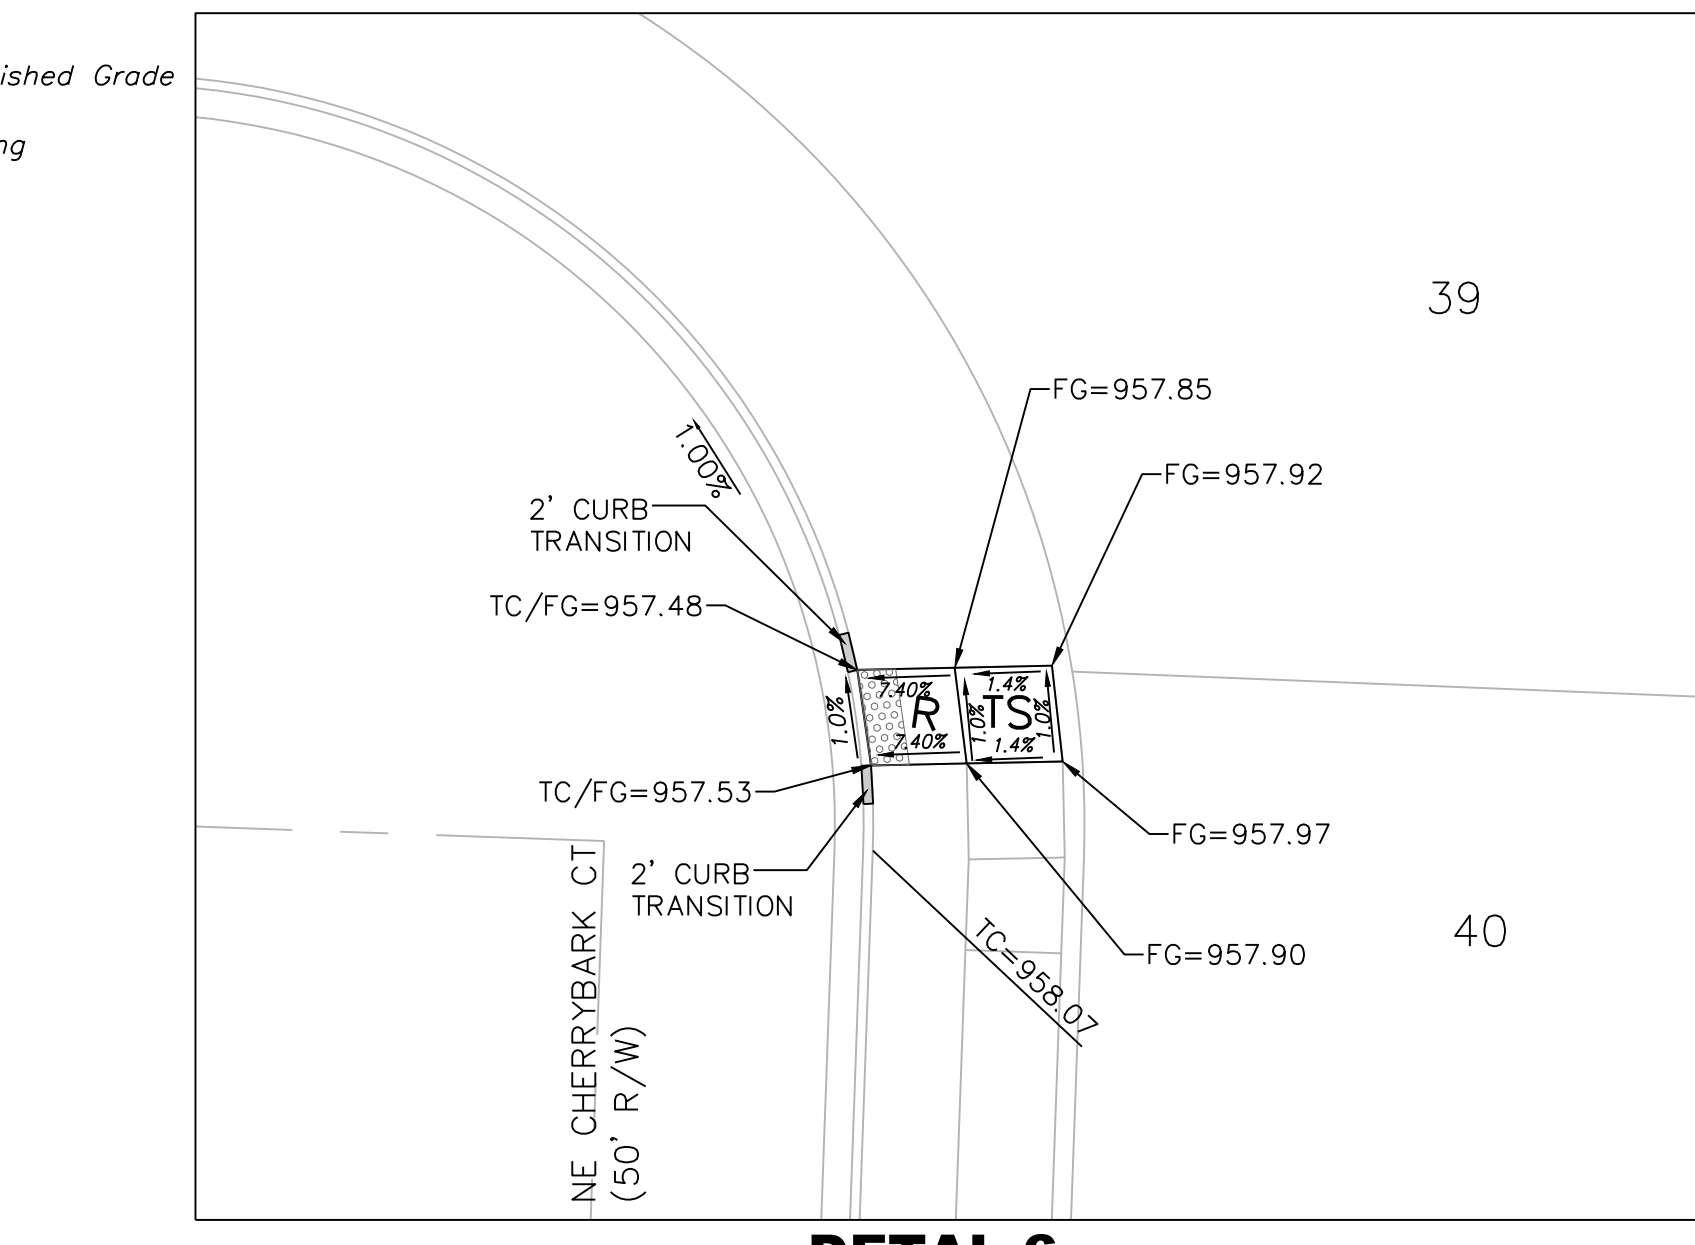 ished Grade
ng
39
FG=957.85
FG=957.92
1.00%
2' CURB
TRANSITION
TC/FG=957.48
7.40%
1.4%
1.0%
R
1.0%
TS
1.0%
7.40%
1.4%
TC/FG=957.53
FG=957.97
2' CURB
TRANSITION
FG=957.90
40
TC=958.07
NE CHERRYBARK CT
(50' R/W)